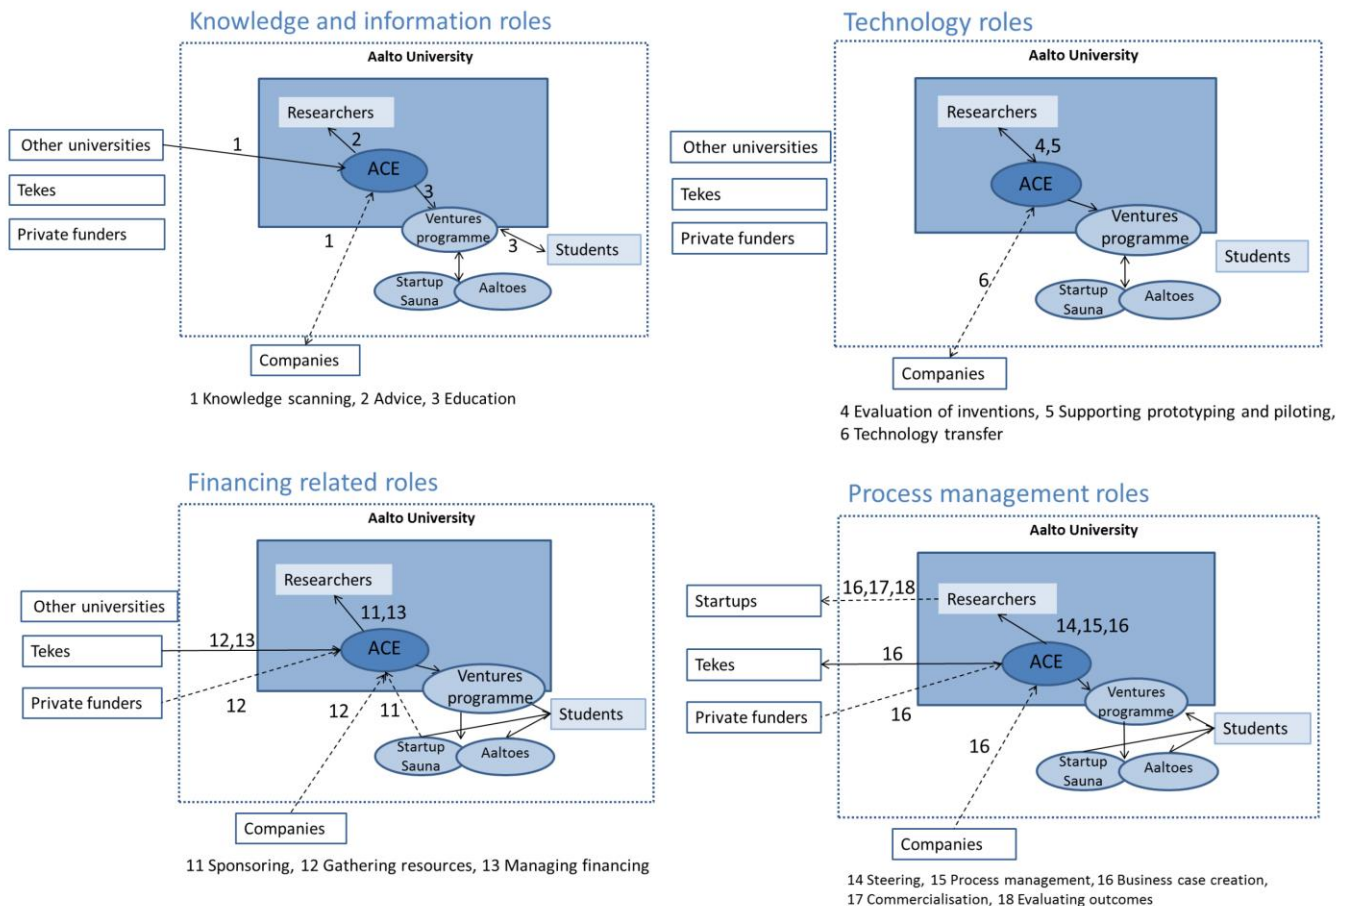 Knowledge and information roles
Aalto University
Researchers
Other universities
1
2
ACE
Tekes
3
Private funders
Ventures
programme
1
3
Students
Startup
Sauna
Aaltoes
Companies
1 Knowledge scanning, 2 Advice, 3 Education
Technology roles
Aalto University
Researchers
Other universities
4,5
ACE
Tekes
Private funders
Ventures
programme
Students
6
Startup
Sauna
Aaltoes
Companies
4 Evaluation of inventions, 5 Supporting prototyping and piloting,
6 Technology transfer
Financing related roles
Aalto University
Researchers
Other universities
11,13
12,13
Tekes
ACE
Private funders
12
12
11
Ventures
programme
Students
Startup
Sauna
Aaltoes
Companies
11 Sponsoring, 12 Gathering resources, 13 Managing financing
Process management roles
Aalto University
Startups
16,17,18
Researchers
14,15,16
Tekes
16
ACE
Private funders
16
Ventures
programme
16
Students
Startup
Sauna
Aaltoes
Companies
14 Steering, 15 Process management, 16 Business case creation,
17 Commercialisation, 18 Evaluating outcomes